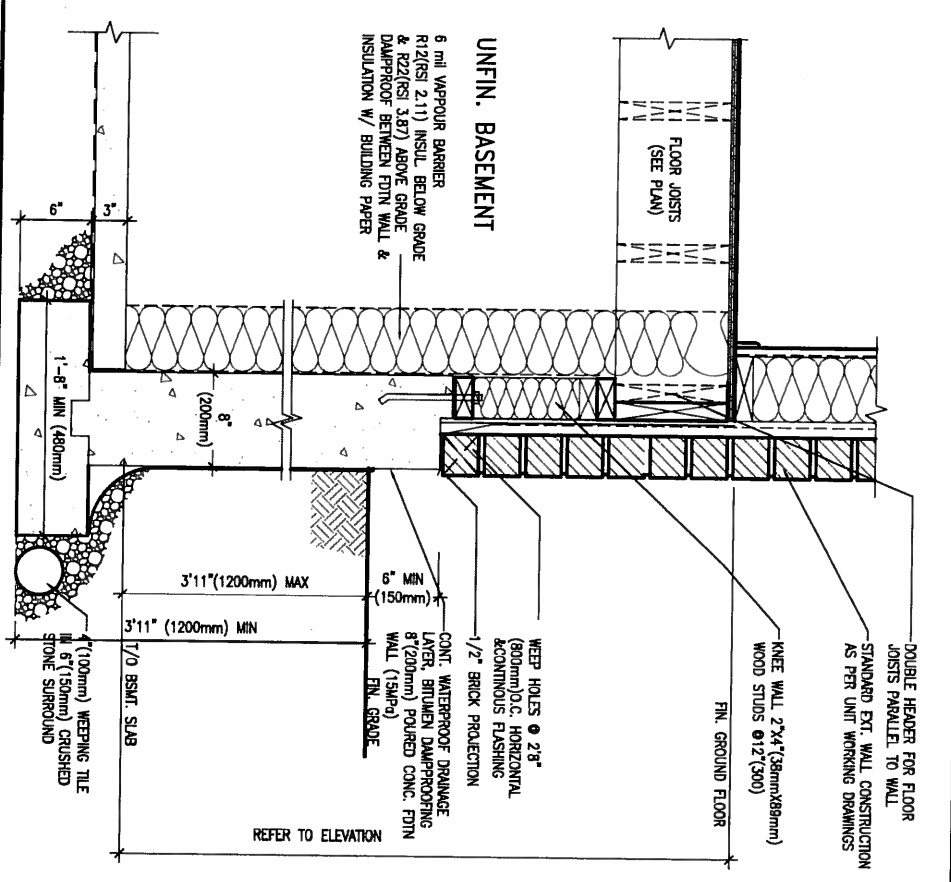 DOUBLE HEADER FOR FLOOR
JOISTS PARALLEL TO WALL
STANDARD EXT. WALL CONSTRUCTION
AS PER UNIT WORKING DRAWINGS
KNEE WALL 2"X4"(38mmX89mm)
WOOD STUDS @12"(300)
FIN. GROUND FLOOR
FLOOR JOISTS
(SEE PLAN)
UNFIN. BASEMENT
6 mil VAPPOUR BARRIER
R12(RSI 2.11) INSUL. BELOW GRADE
& R22(RSI 3.87) ABOVE GRADE
DAMPPROOF BETWEEN FDTN WALL &
INSULATION W/ BUILDING PAPER
WEEP HOLES @ 2'8"
(800mm)O.C. HORIZONTAL
&CONTINOUS FLASHING
1/2" BRICK PROJECTION
CONT. WATERPROOF DRAINAGE
LAYER, BITUMEN DAMPPROOFING
8"(200mm) POURED CONC. FDTN
WALL (15MPa)
FIN. GRADE
6" MIN
(150mm)
3'11"(1200mm) MAX
3'11" (1200mm) MIN
REFER TO ELEVATION
8"
(200mm)
3"
6"
1'-8" MIN (480mm)
T/O BSMT. SLAB
4"(100mm) WEEPING TILE
IN 6"(150mm) CRUSHED
STONE SURROUND